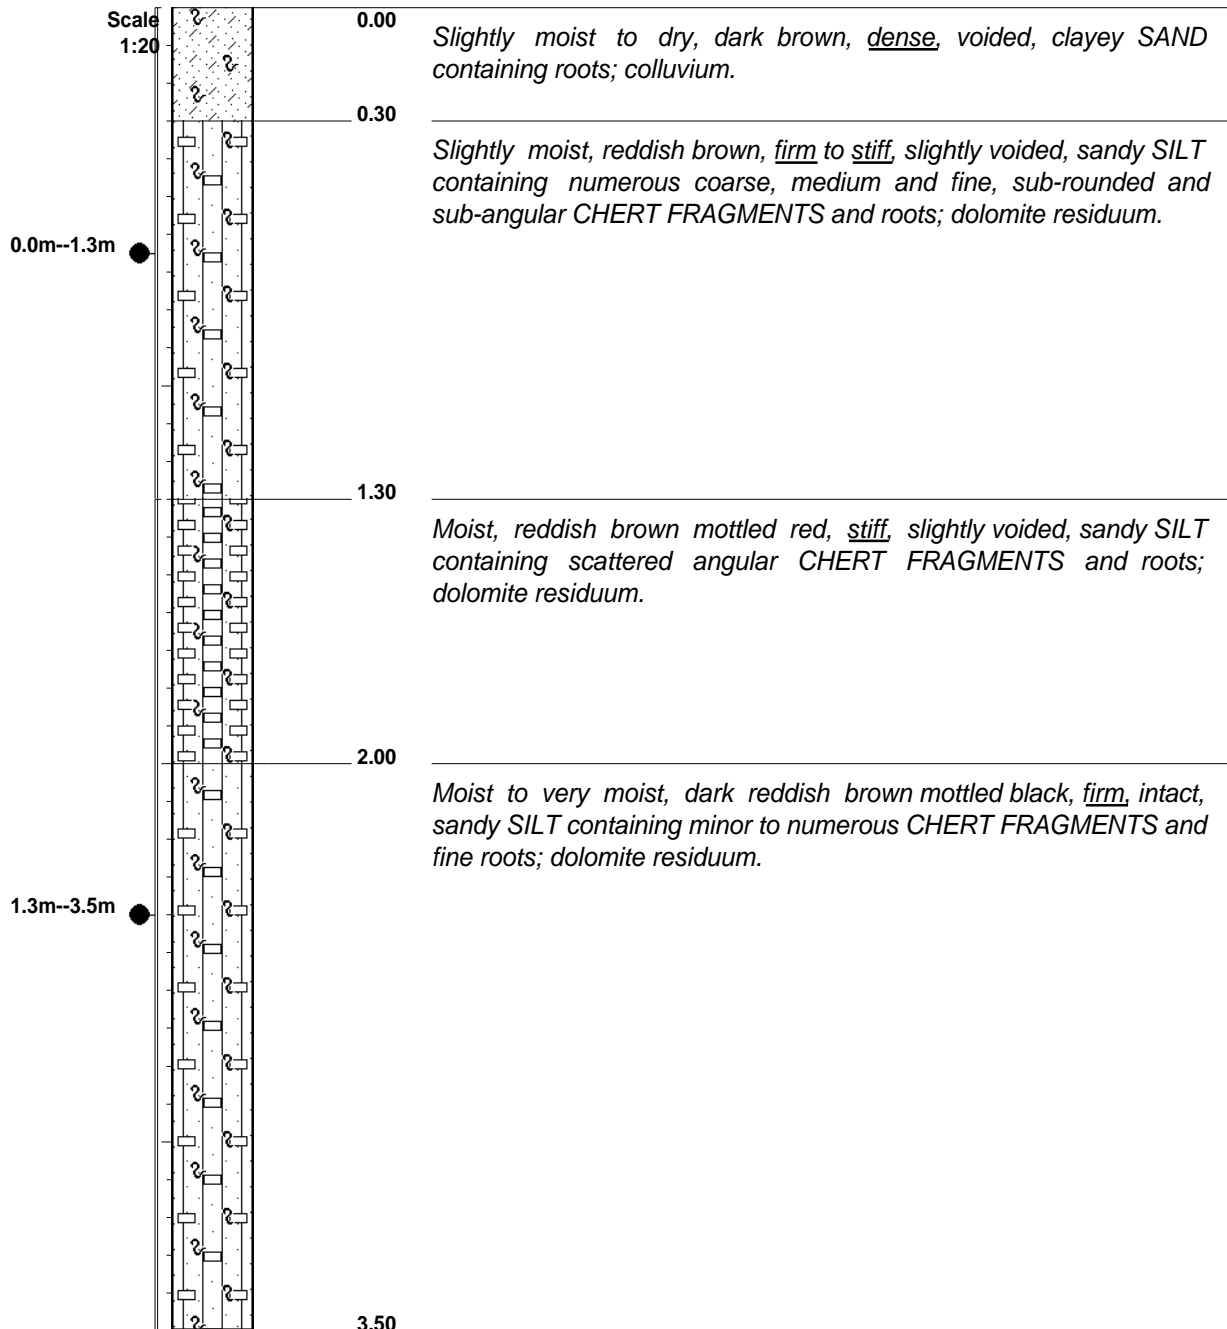 Scale
1:20
0.00
Slightly moist to dry, dark brown, dense, voided, clayey SAND
containing roots; colluvium.
0.30
Slightly moist, reddish brown, firm to stiff, slightly voided, sandy SILT
containing numerous coarse, medium and fine, sub-rounded and
sub-angular CHERT FRAGMENTS and roots; dolomite residuum.
0.0m--1.3m
1.30
Moist, reddish brown mottled red, stiff, slightly voided, sandy SILT
containing scattered angular CHERT FRAGMENTS and roots;
dolomite residuum.
2.00
Moist to very moist, dark reddish brown mottled black, firm, intact,
sandy SILT containing minor to numerous CHERT FRAGMENTS and
fine roots; dolomite residuum.
1.3m--3.5m
3.50